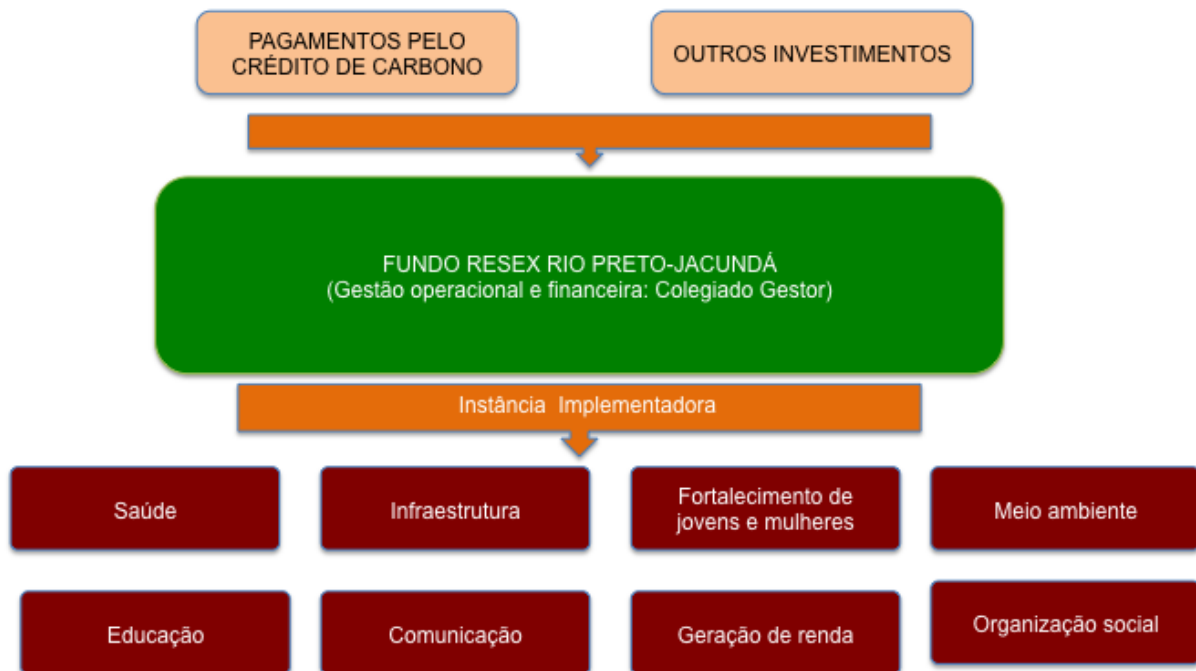 PAGAMENTOS PELO
CRÉDITO DE CARBONO
OUTROS INVESTIMENTOS
FUNDO RESEX RIO PRETO-JACUNDÁ
(Gestão operacional e financeira: Colegiado Gestor)
Instância Implementadora
Saúde
Infraestrutura
Fortalecimento de
jovens e mulheres
Meio ambiente
Educação
Comunicação
Geração de renda
Organização social